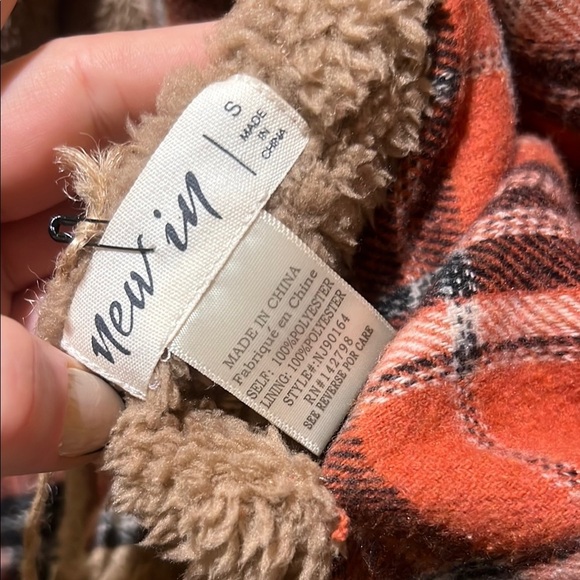 new in
S
MADE
IN
CHINA
MADE IN CHINA
Fabriqué en Chine
SELF: 100%POLYESTER
LINING: 100%POLYESTER
STYLE#:NJ90164
RN#142798
SEE REVERSE FOR CARE